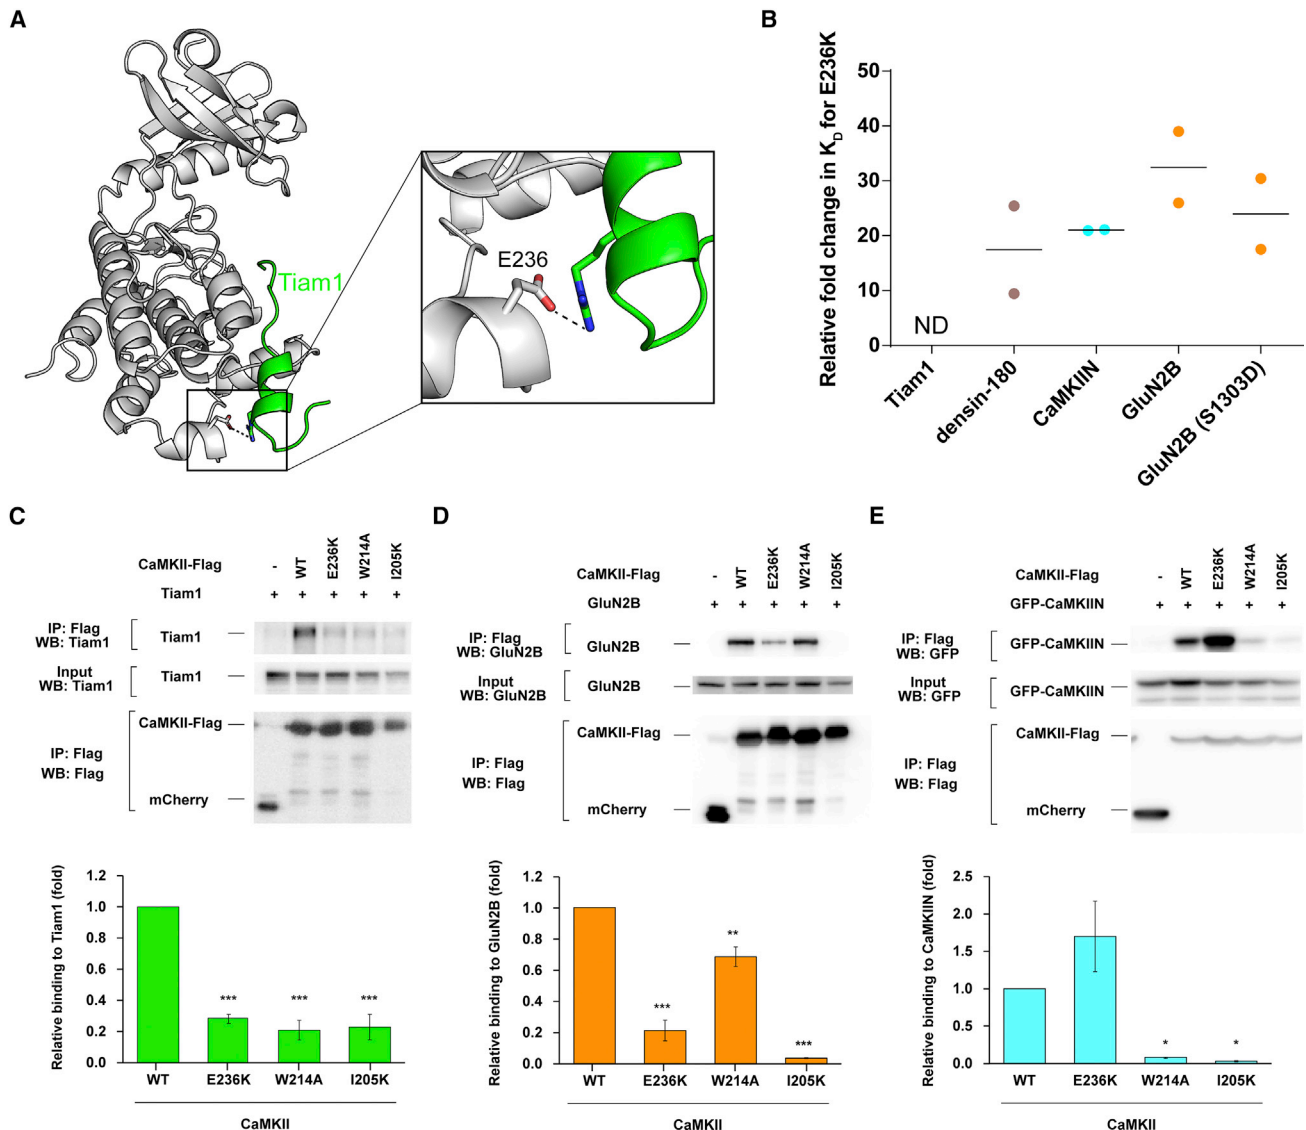 A
Tiam1
E236
B
Relative fold change in KD for E236K
50
40
30
20
10
0
ND
Tiam1
densin-180
CaMKIIN
GluN2B
GluN2B (S1303D)
C
CaMKII-Flag
- WT E236K W214A I205K
Tiam1
+ + + + +
IP: Flag
WB: Tiam1
Tiam1
Input
WB: Tiam1
Tiam1
CaMKII-Flag
IP: Flag
WB: Flag
mCherry
Relative binding to Tiam1 (fold)
1.2
1.0
0.8
0.6
0.4
0.2
0.0
***
***
***
WT E236K W214A I205K
CaMKII
D
CaMKII-Flag
- WT E236K W214A I205K
GluN2B
+ + + + +
IP: Flag
WB: GluN2B
GluN2B
Input
WB: GluN2B
GluN2B
CaMKII-Flag
IP: Flag
WB: Flag
mCherry
Relative binding to GluN2B (fold)
1.2
1.0
0.8
0.6
0.4
0.2
0.0
***
**
***
WT E236K W214A I205K
CaMKII
E
CaMKII-Flag
- WT E236K W214A I205K
GFP-CaMKIIN
+ + + + +
IP: Flag
WB: GFP
GFP-CaMKIIN
Input
WB: GFP
GFP-CaMKIIN
CaMKII-Flag
IP: Flag
WB: Flag
mCherry
Relative binding to CaMKIIN (fold)
2.5
2.0
1.5
1.0
0.5
0.0
*
*
WT E236K W214A I205K
CaMKII